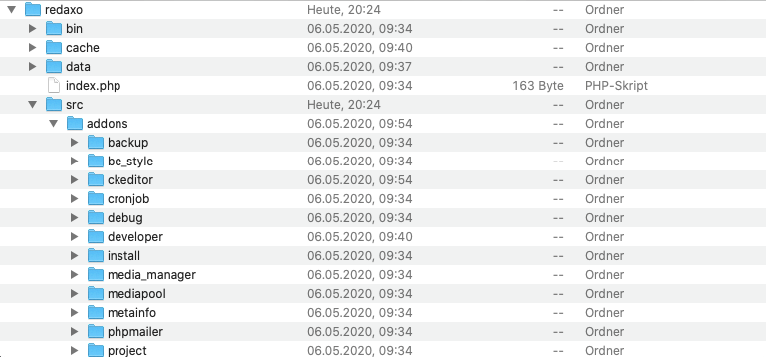 redaxo Heute, 20:24 -- Ordner
bin 06.05.2020, 09:34 -- Ordner
cache 06.05.2020, 09:40 -- Ordner
data 06.05.2020, 09:37 -- Ordner
index.php 06.05.2020, 09:34 163 Byte PHP-Skript
src Heute, 20:24 -- Ordner
addons 06.05.2020, 09:54 -- Ordner
backup 06.05.2020, 09:34 -- Ordner
be_style 06.05.2020, 09:34 -- Ordner
ckeditor 06.05.2020, 09:54 -- Ordner
cronjob 06.05.2020, 09:34 -- Ordner
debug 06.05.2020, 09:34 -- Ordner
developer 06.05.2020, 09:40 -- Ordner
install 06.05.2020, 09:34 -- Ordner
media_manager 06.05.2020, 09:34 -- Ordner
mediapool 06.05.2020, 09:34 -- Ordner
metainfo 06.05.2020, 09:34 -- Ordner
phpmailer 06.05.2020, 09:34 -- Ordner
project 06.05.2020, 09:34 -- Ordner